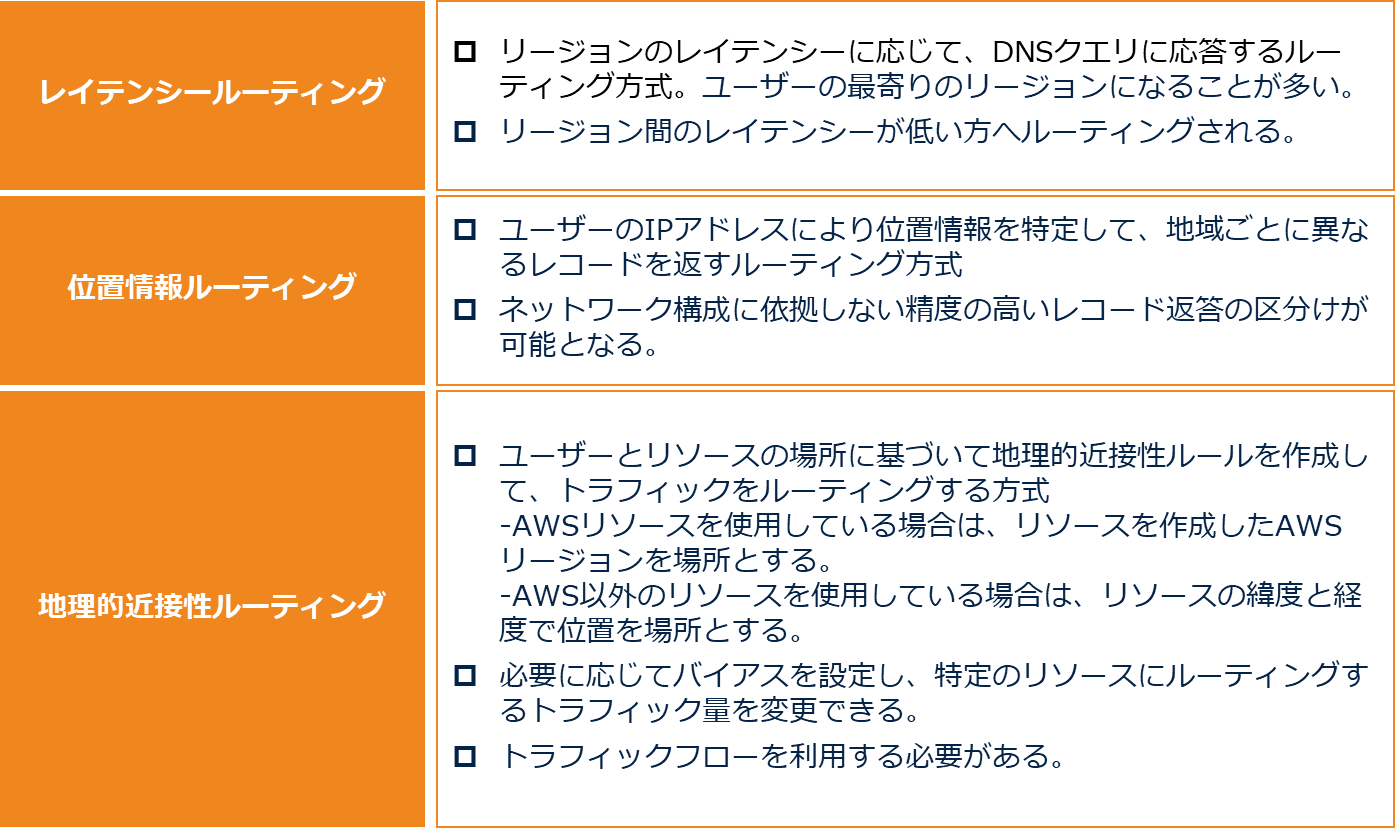 レイテンシールーティング
リージョンのレイテンシーに応じて、DNSクエリに応答するルー
ティング方式。ユーザーの最寄りのリージョンになることが多い。
リージョン間のレイテンシーが低い方へルーティングされる。
位置情報ルーティング
ユーザーのIPアドレスにより位置情報を特定して、地域ごとに異な
るレコードを返すルーティング方式
ネットワーク構成に依拠しない精度の高いレコード返答の区分けが
可能となる。
地理的近接性ルーティング
ユーザーとリソースの場所に基づいて地理的近接性ルールを作成し
て、トラフィックをルーティングする方式
-AWSリソースを使用している場合は、リソースを作成したAWS
リージョンを場所とする。
-AWS以外のリソースを使用している場合は、リソースの緯度と経
度で位置を場所とする。
必要に応じてバイアスを設定し、特定のリソースにルーティングす
るトラフィック量を変更できる。
トラフィックフローを利用する必要がある。